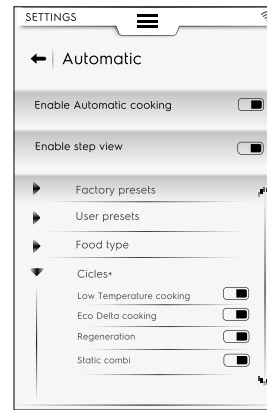 SETTINGS
Automatic
Enable Automatic cooking
Enable step view
Factory presets
User presets
Food type
Cicles+
Low Temperature cooking
Eco Delta cooking
Regeneration
Static combi